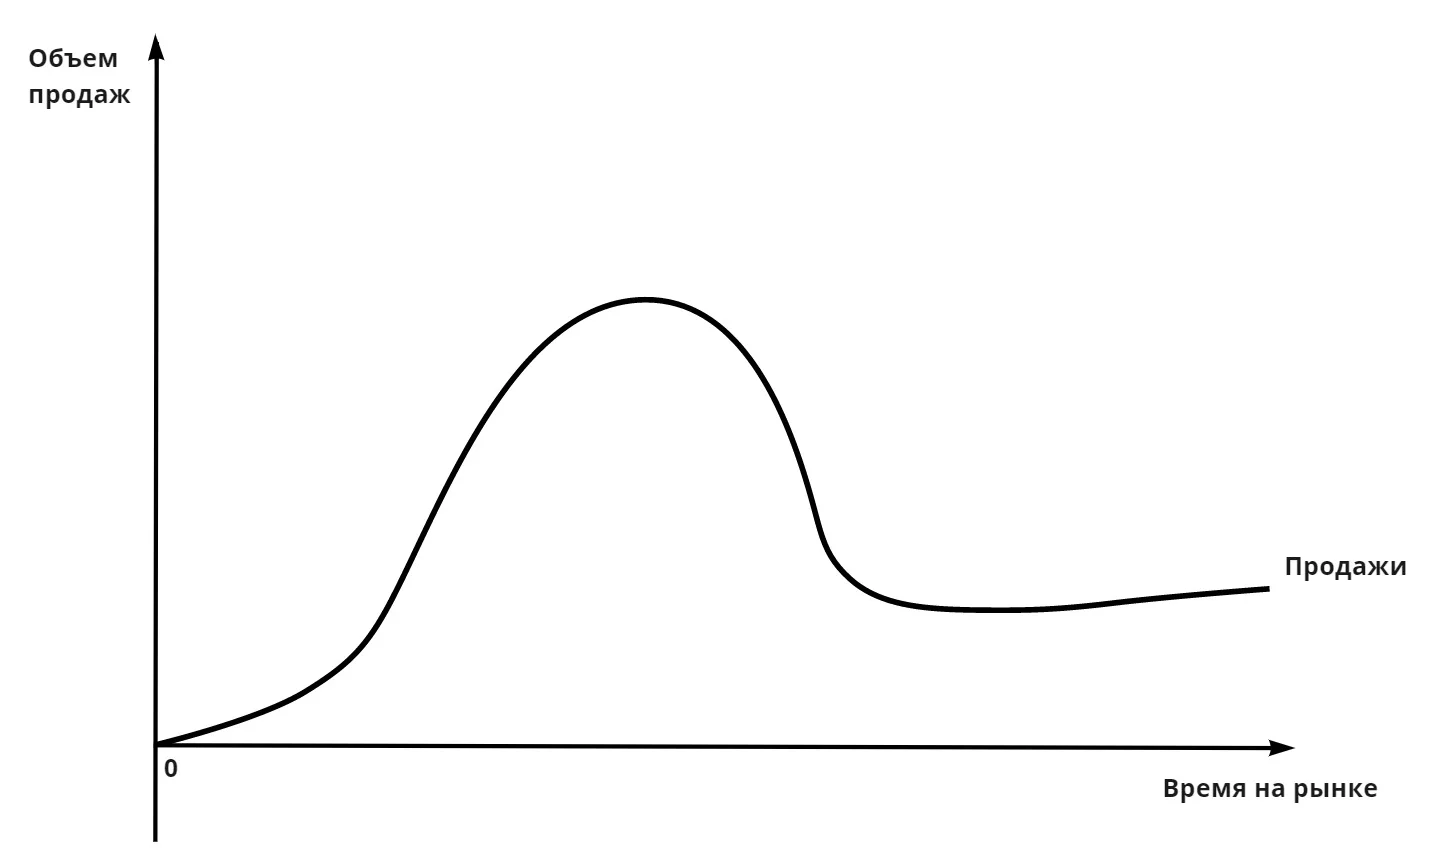 Объем
продаж
Продажи
0
Время на рынке